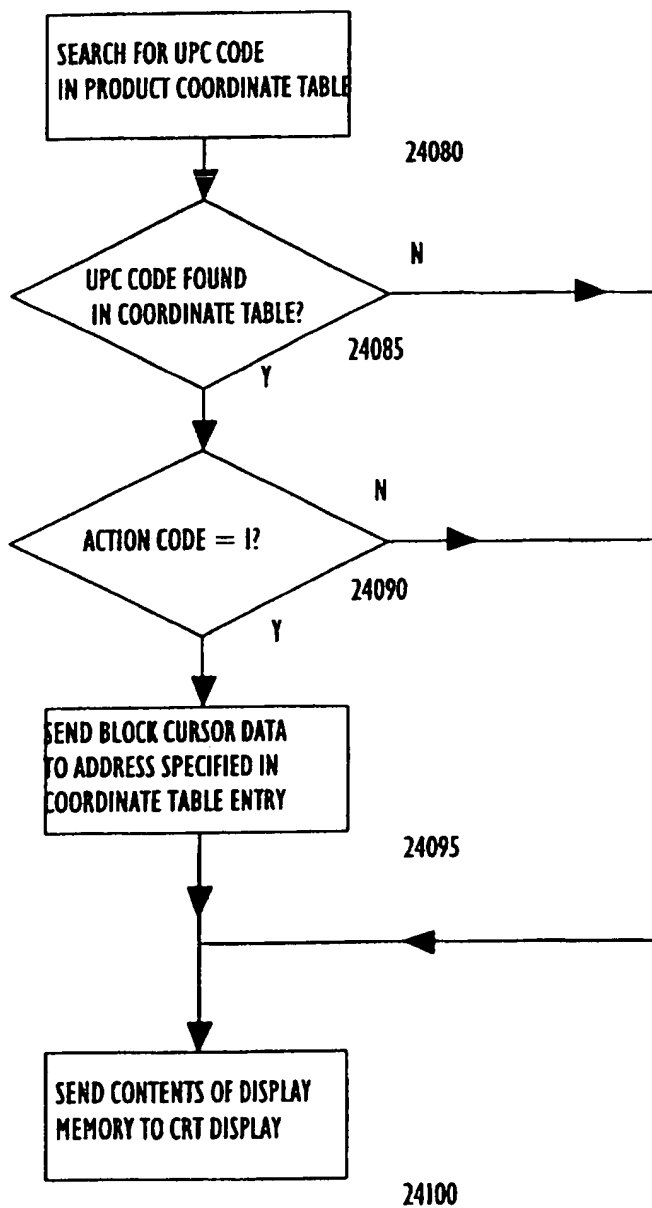 SEARCH FOR UPC CODE
IN PRODUCT COORDINATE TABLE
24080
N
UPC CODE FOUND
IN COORDINATE TABLE?
24085
Y
N
ACTION CODE = 1?
24090
Y
SEND BLOCK CURSOR DATA
TO ADDRESS SPECIFIED IN
COORDINATE TABLE ENTRY
24095
SEND CONTENTS OF DISPLAY
MEMORY TO CRT DISPLAY
24100